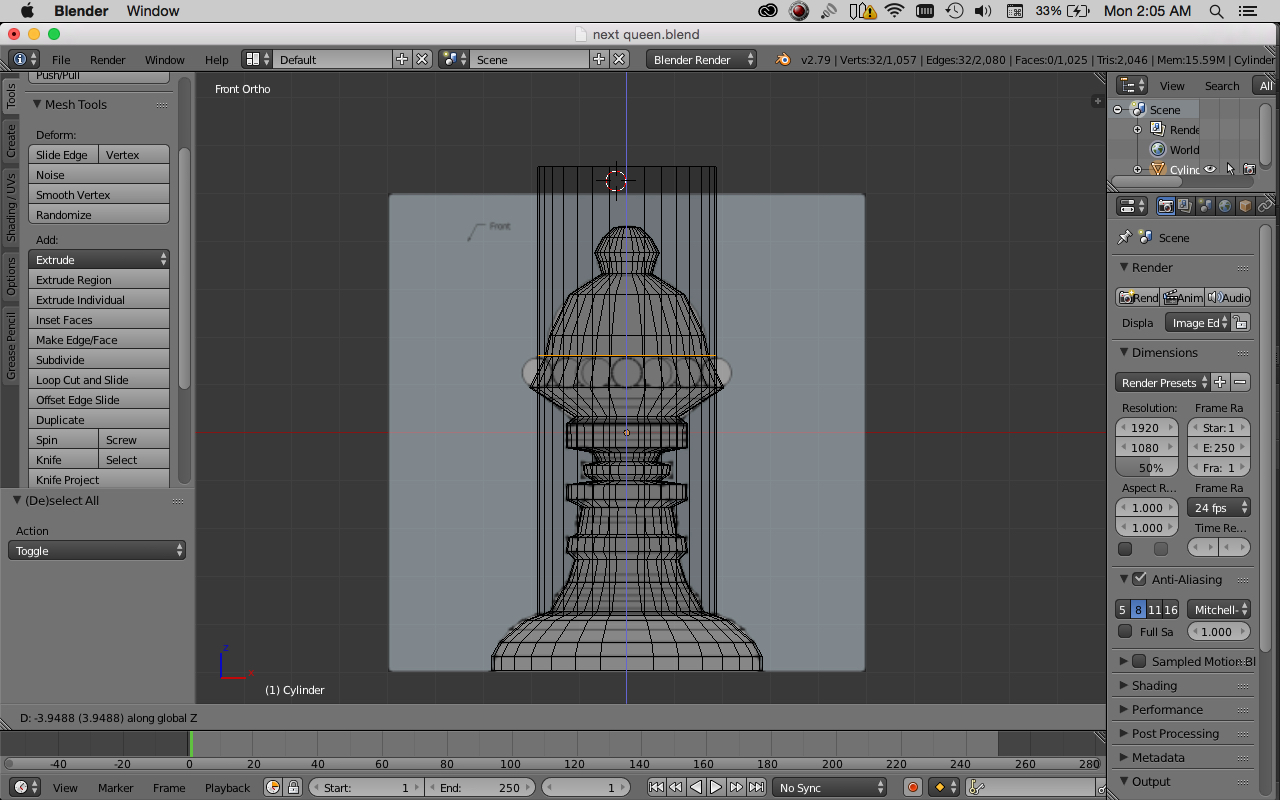 Blender Window 33% Mon 2:05 AM
next queen.blend
File Render Window Help Default Scene Blender Render v2.79 | Verts:32/1,057 | Edges:32/2,080 | Faces:0/1,025 | Tris:2,046 | Mem:15.59M | Cylinder
Push/Pull
Mesh Tools
Deform:
Slide Edge Vertex
Noise
Smooth Vertex
Randomize
Add:
Extrude
Extrude Region
Extrude Individual
Inset Faces
Make Edge/Face
Subdivide
Loop Cut and Slide
Offset Edge Slide
Duplicate
Spin Screw
Knife Select
Knife Project
(De)select All
Action
Toggle
Tools
Create
Shading / UVs
Options
Grease Pencil
Front Ortho
Front
z
x
(1) Cylinder
D: -3.9488 (3.9488) along global Z
View Search All
Scene
Rende
World
Cylind
Scene
Render
Rend Anim Audio
Displa Image Ed
Dimensions
Render Presets
Resolution: Frame Ra
1920 Star: 1
1080 E: 250
50% Fra: 1
Aspect R... Frame Ra
1.000 24 fps
1.000 Time Re...
Anti-Aliasing
5 8 11 16 Mitchell-
Full Sa 1.000
Sampled Motion Bl
Shading
Performance
Post Processing
Metadata
Output
-40 -20 0 20 40 60 80 100 120 140 160 180 200 220 240 260 280
View Marker Frame Playback Start: 1 End: 250 1 No Sync